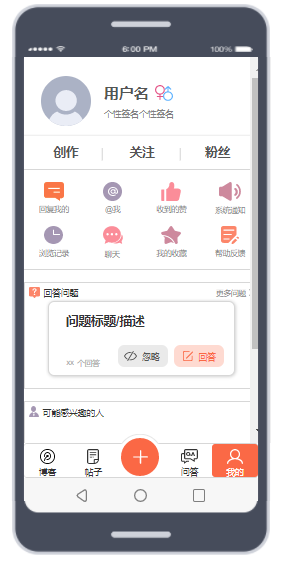 6:00 PM 100%
用户名
个性签名个性签名
创作 关注 粉丝
回复我的 @我 收到的赞 系统通知
浏览记录 聊天 我的收藏 帮助反馈
回答问题 更多问题
问题标题/描述
xx 个回答 忽略 回答
可能感兴趣的人
博客 帖子 问答 我的